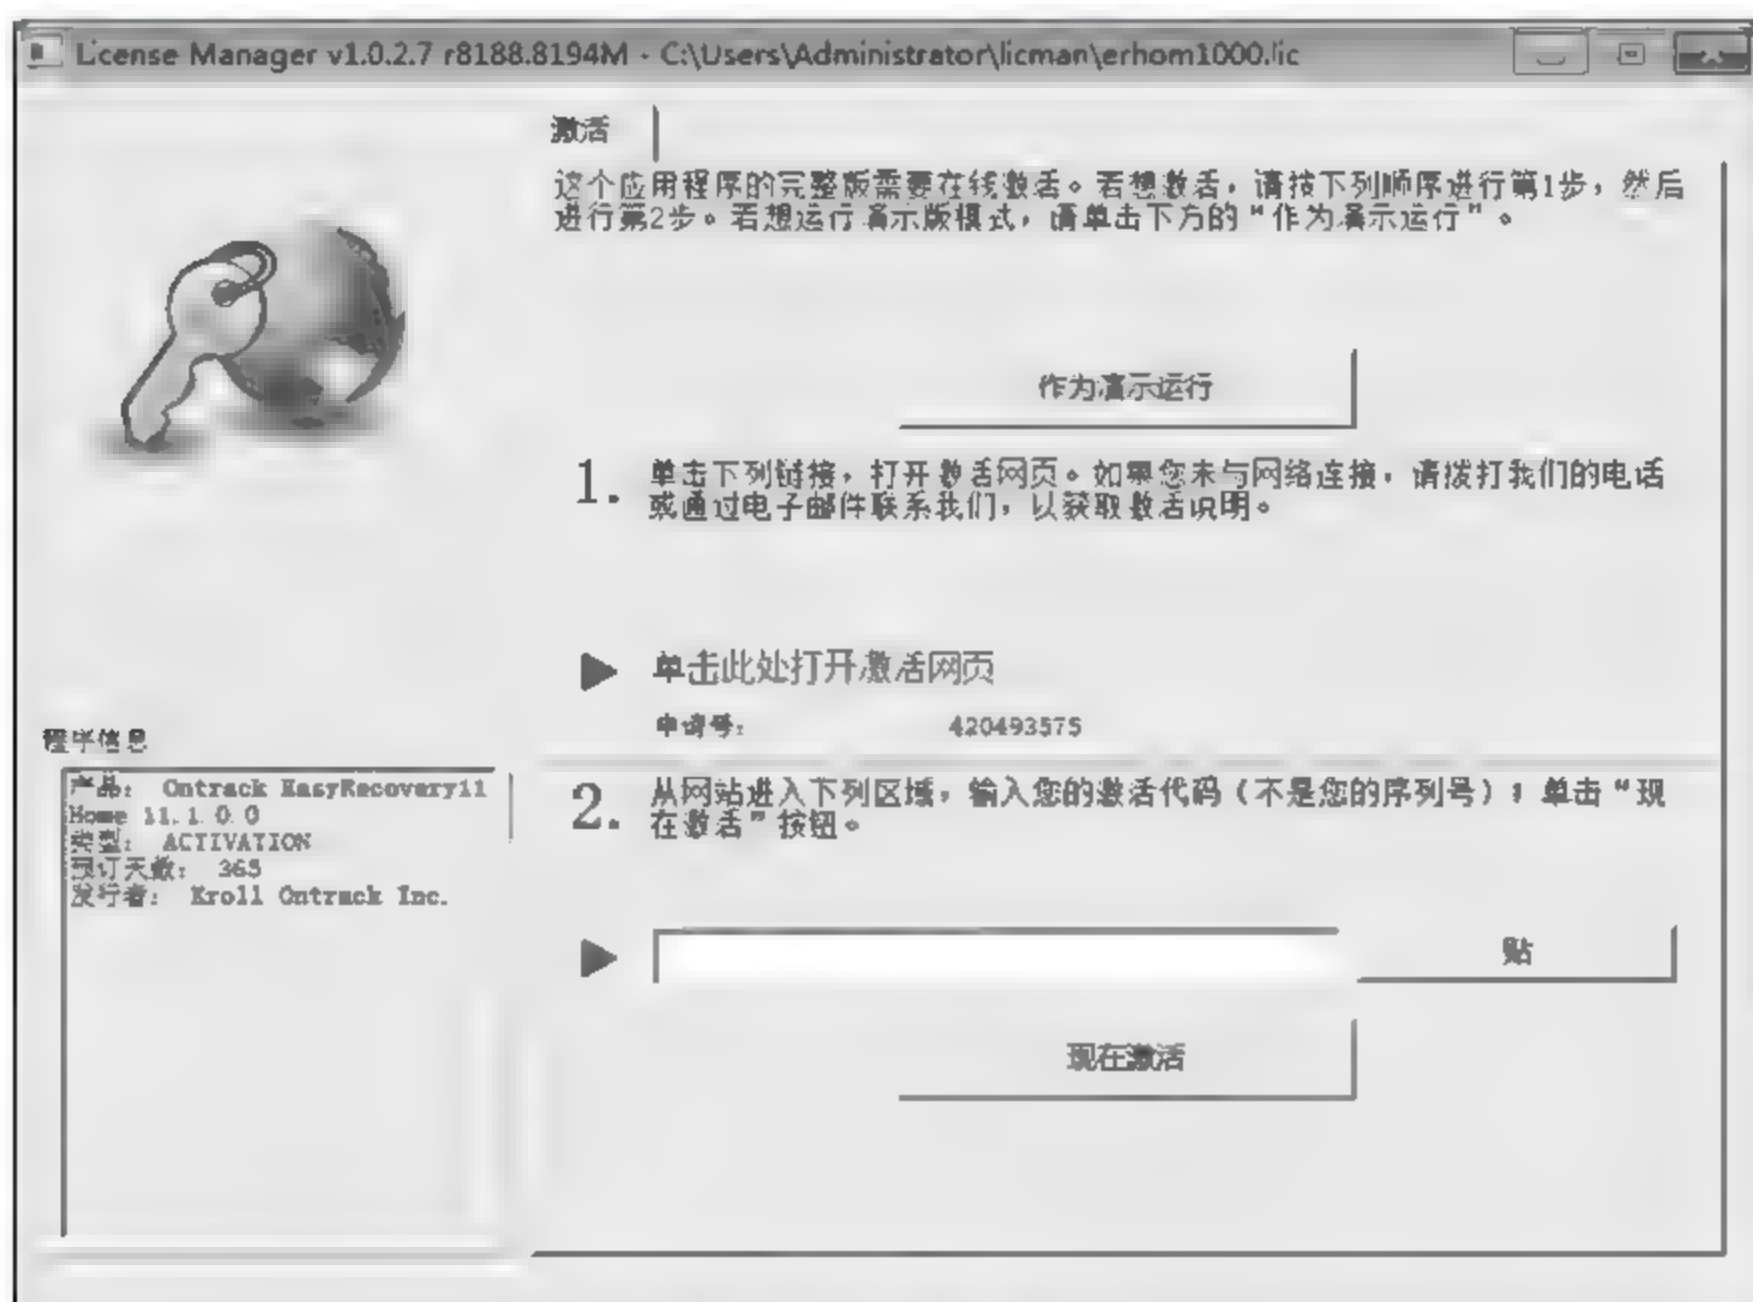 License Manager v1.0.2.7 r8188.8194M - C:\Users\Administrator\licman\erhom1000.lic
激活
这个应用程序的完整版需要在线激活。若想激活，请按下列顺序进行第1步，然后
进行第2步。若想运行演示版模式，请单击下方的“作为演示运行”。
作为演示运行
1. 单击下列链接，打开激活网页。如果您未与网络连接，请拨打我们的电话
或通过电子邮件联系我们，以获取激活说明。
单击此处打开激活网页
申请号： 420493575
程序信息
产品： Ontrack EasyRecovery11
Home 11.1.0.0
类型： ACTIVATION
预订天数： 365
发行者： Kroll Ontrack Inc.
2. 从网站进入下列区域，输入您的激活代码（不是您的序列号）；单击“现
在激活”按钮。
贴
现在激活